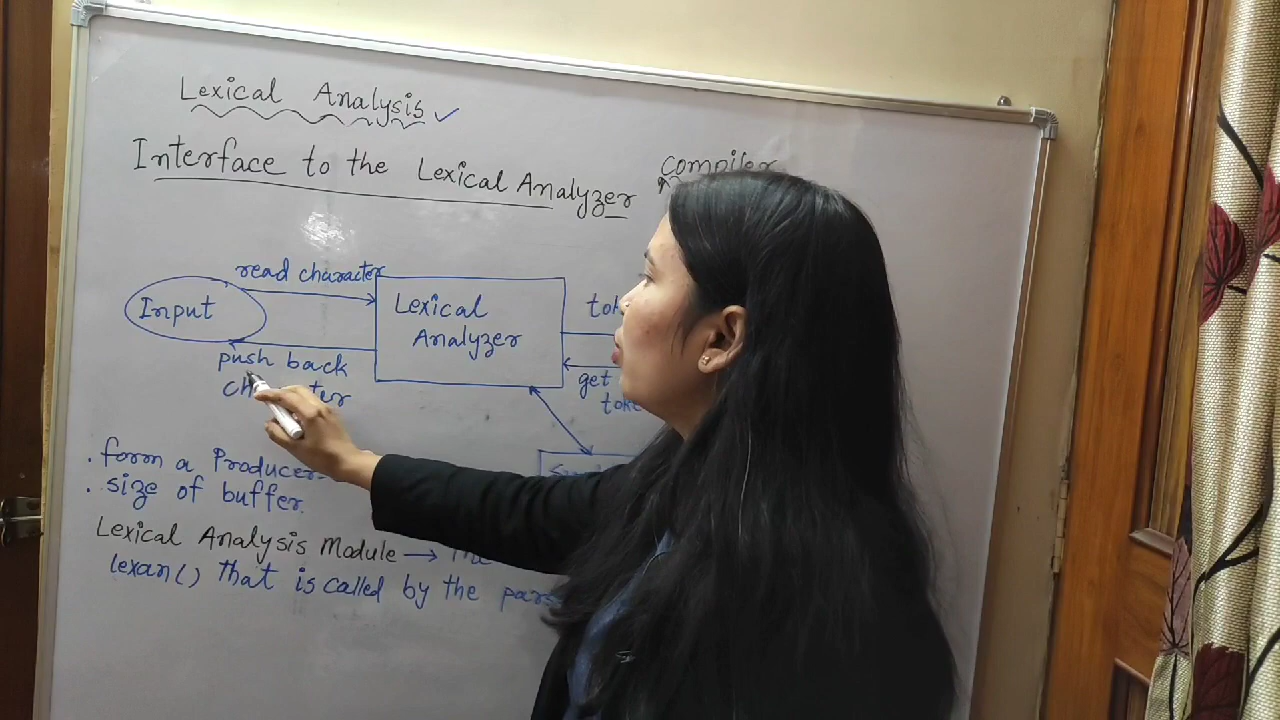 Lexical Analysis
Interface to the Lexical Analyzer
compiler
read character
Input
Lexical
Analyzer
push back
get
form a Producer
size of buffer
Lexical Analysis Module → The
lexan() That is called by the